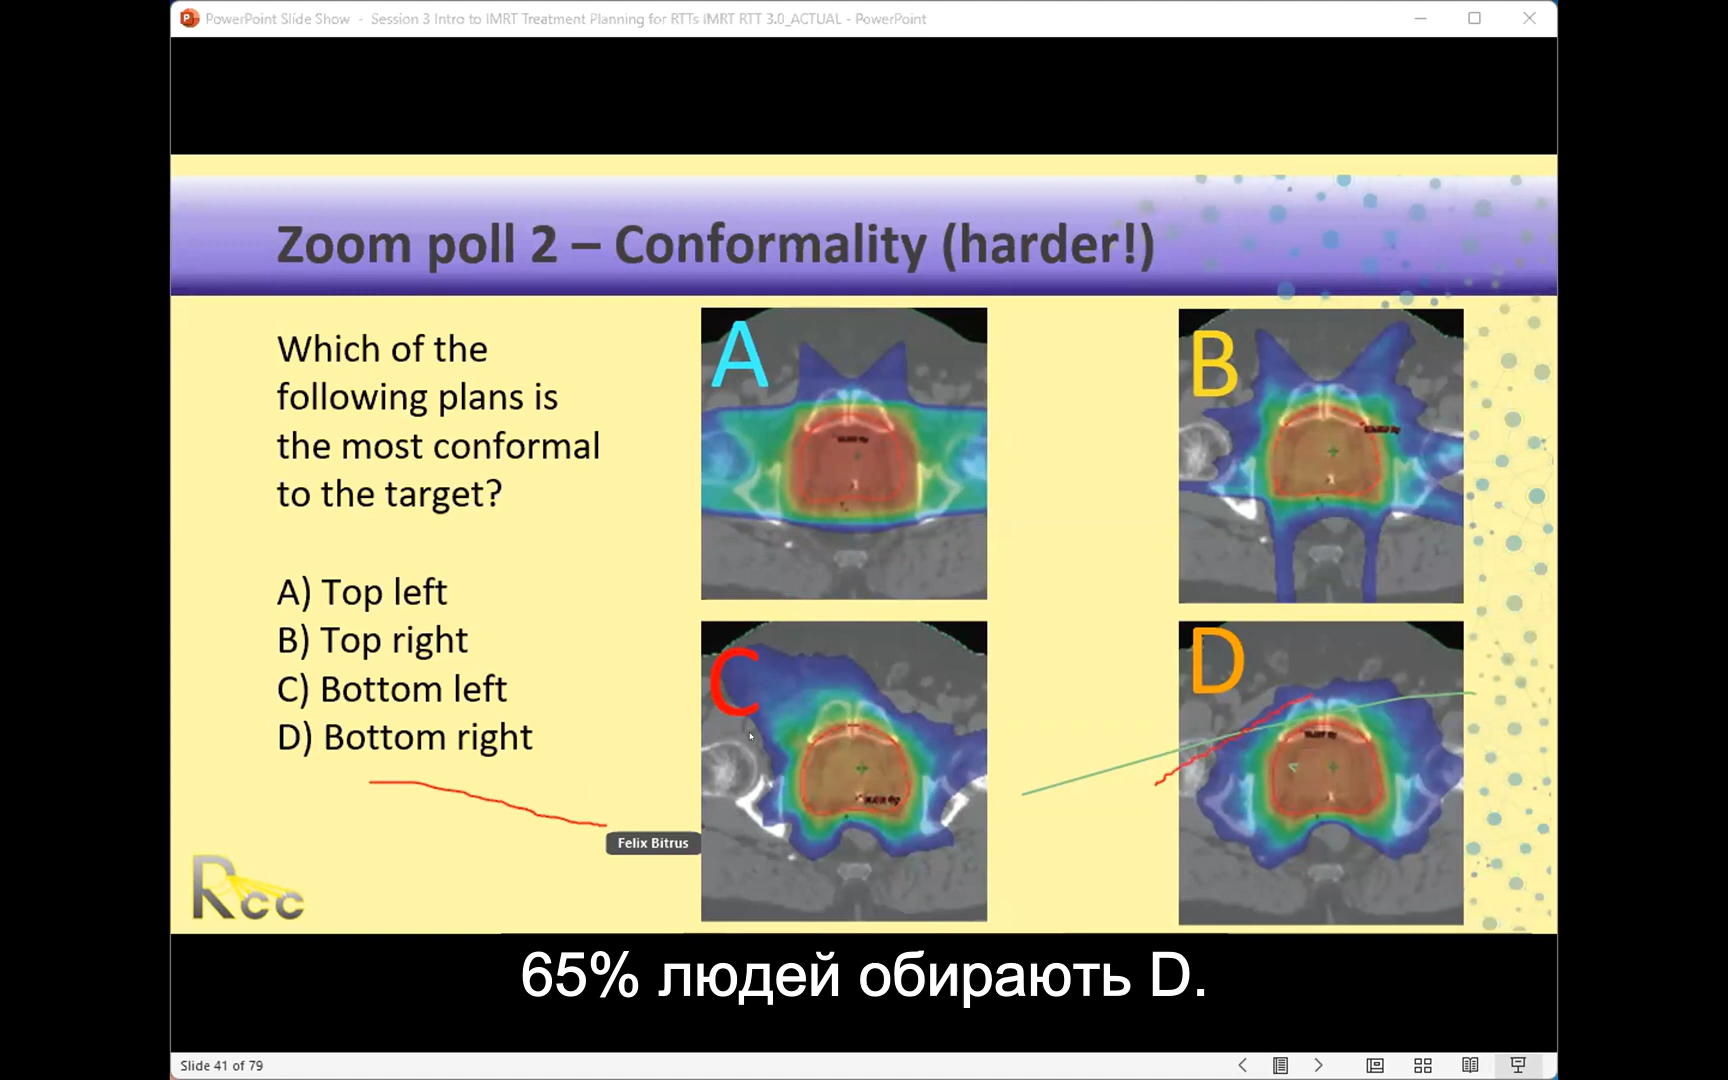 PowerPoint Slide Show - Session 3 Intro to IMRT Treatment Planning for RTTs IMRT RTT 3.0_ACTUAL - PowerPoint
Zoom poll 2 – Conformality (harder!)
Which of the
following plans is
the most conformal
to the target?
A) Top left
B) Top right
C) Bottom left
D) Bottom right
A
B
C
D
Felix Bitrus
Rcc
65% людей обирають D.
Slide 41 of 79